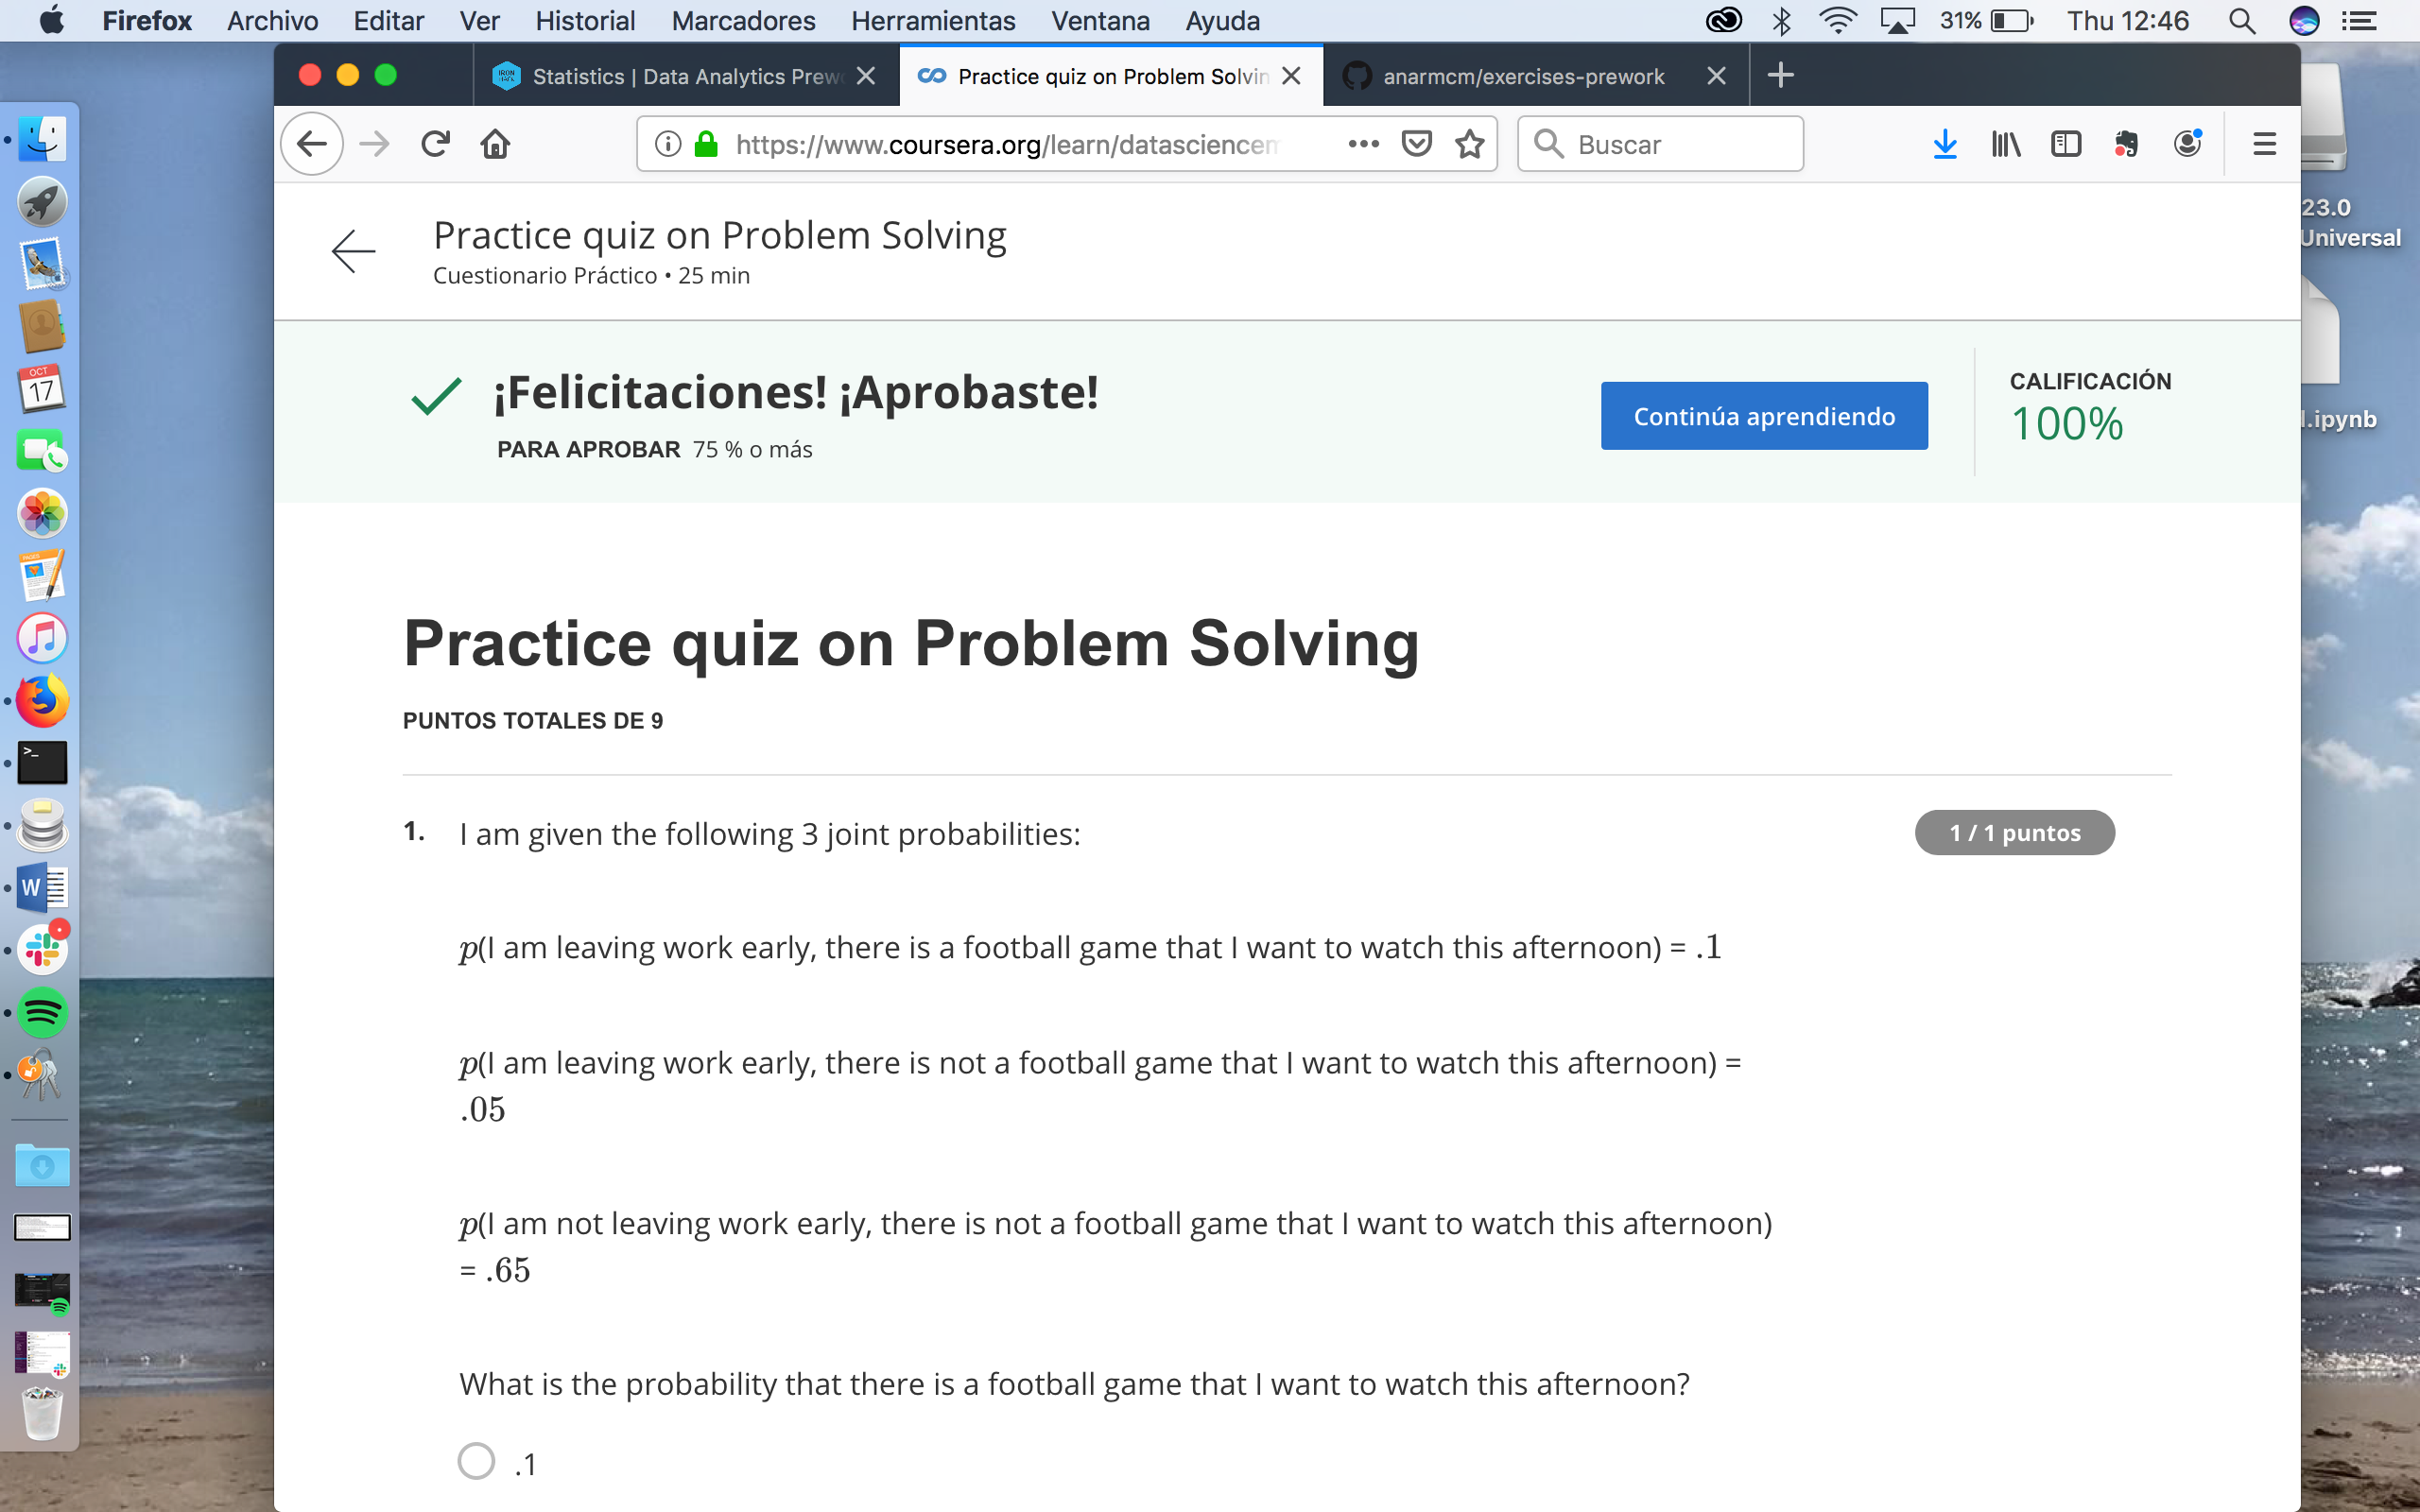 Firefox Archivo Editar Ver Historial Marcadores Herramientas Ventana Ayuda 31% Thu 12:46
Statistics | Data Analytics Prew
Practice quiz on Problem Solvin
anarmcm/exercises-prework
https://www.coursera.org/learn/datasciencem
Buscar
23.0
Universal
.ipynb
OCT
17
Practice quiz on Problem Solving
Cuestionario Práctico • 25 min
¡Felicitaciones! ¡Aprobaste!
PARA APROBAR 75 % o más
Continúa aprendiendo
CALIFICACIÓN
100%
Practice quiz on Problem Solving
PUNTOS TOTALES DE 9
1. I am given the following 3 joint probabilities:
1 / 1 puntos
p(I am leaving work early, there is a football game that I want to watch this afternoon) = .1
p(I am leaving work early, there is not a football game that I want to watch this afternoon) =
.05
p(I am not leaving work early, there is not a football game that I want to watch this afternoon)
= .65
What is the probability that there is a football game that I want to watch this afternoon?
.1